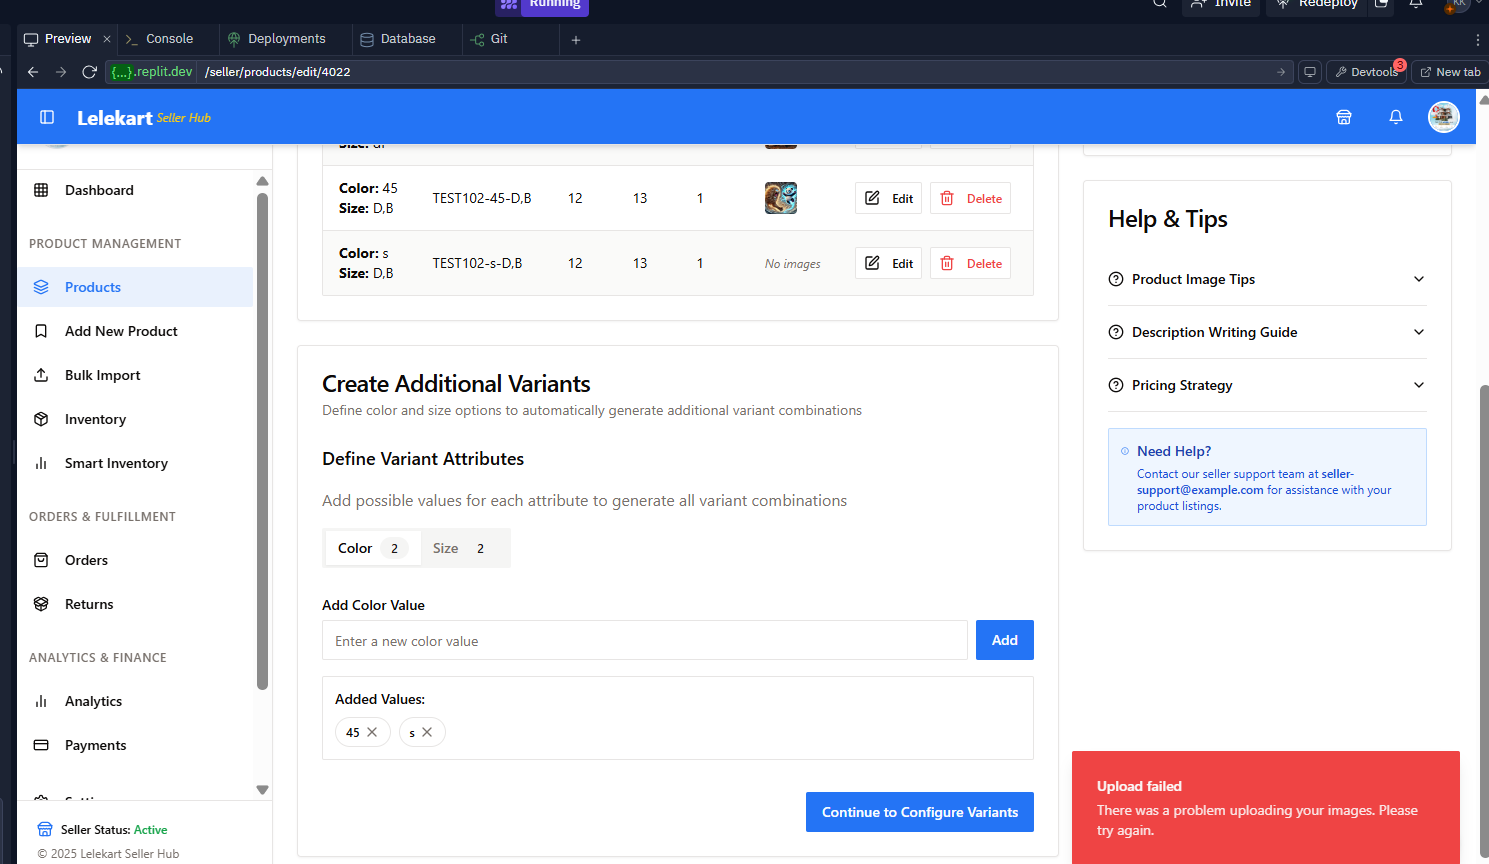 Running
Invite
Redeploy
KK
Preview
Console
Deployments
Database
Git
{...}.replit.dev
/seller/products/edit/4022
Devtools
3
New tab
Lelekart Seller Hub
Dashboard
PRODUCT MANAGEMENT
Products
Add New Product
Bulk Import
Inventory
Smart Inventory
ORDERS & FULFILLMENT
Orders
Returns
ANALYTICS & FINANCE
Analytics
Payments
Seller Status: Active
© 2025 Lelekart Seller Hub
Color: 45
Size: D,B
TEST102-45-D,B
12
13
1
Edit
Delete
Color: s
Size: D,B
TEST102-s-D,B
12
13
1
No images
Edit
Delete
Create Additional Variants
Define color and size options to automatically generate additional variant combinations
Define Variant Attributes
Add possible values for each attribute to generate all variant combinations
Color 2
Size 2
Add Color Value
Enter a new color value
Add
Added Values:
45
s
Continue to Configure Variants
Help & Tips
Product Image Tips
Description Writing Guide
Pricing Strategy
Need Help?
Contact our seller support team at seller-
support@example.com for assistance with your
product listings.
Upload failed
There was a problem uploading your images. Please
try again.